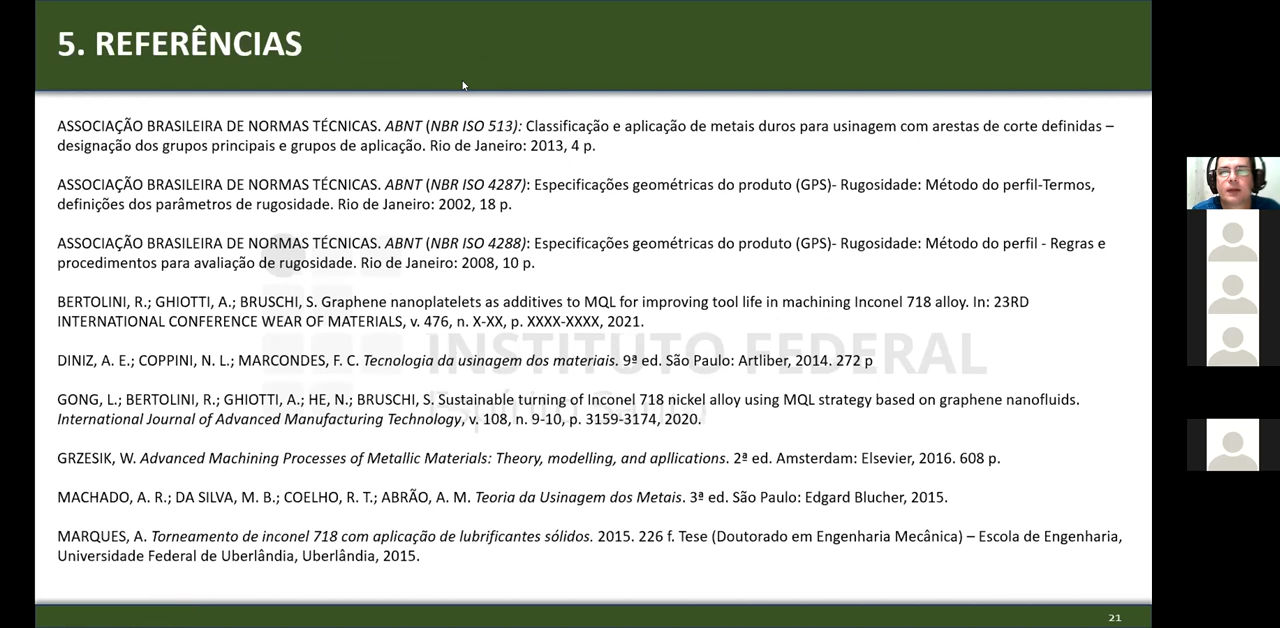 5. REFERÊNCIAS
ASSOCIAÇÃO BRASILEIRA DE NORMAS TÉCNICAS. ABNT (NBR ISO 513): Classificação e aplicação de metais duros para usinagem com arestas de corte definidas –
designação dos grupos principais e grupos de aplicação. Rio de Janeiro: 2013, 4 p.
ASSOCIAÇÃO BRASILEIRA DE NORMAS TÉCNICAS. ABNT (NBR ISO 4287): Especificações geométricas do produto (GPS)- Rugosidade: Método do perfil-Termos,
definições dos parâmetros de rugosidade. Rio de Janeiro: 2002, 18 p.
ASSOCIAÇÃO BRASILEIRA DE NORMAS TÉCNICAS. ABNT (NBR ISO 4288): Especificações geométricas do produto (GPS)- Rugosidade: Método do perfil - Regras e
procedimentos para avaliação de rugosidade. Rio de Janeiro: 2008, 10 p.
BERTOLINI, R.; GHIOTTI, A.; BRUSCHI, S. Graphene nanoplatelets as additives to MQL for improving tool life in machining Inconel 718 alloy. In: 23RD
INTERNATIONAL CONFERENCE WEAR OF MATERIALS, v. 476, n. X-XX, p. XXXX-XXXX, 2021.
INSTITUTO FEDERAL
DINIZ, A. E.; COPPINI, N. L.; MARCONDES, F. C. Tecnologia da usinagem dos materiais. 9ª ed. São Paulo: Artliber, 2014. 272 p
Espírito Santo
GONG, L.; BERTOLINI, R.; GHIOTTI, A.; HE, N.; BRUSCHI, S. Sustainable turning of Inconel 718 nickel alloy using MQL strategy based on graphene nanofluids.
International Journal of Advanced Manufacturing Technology, v. 108, n. 9-10, p. 3159-3174, 2020.
GRZESIK, W. Advanced Machining Processes of Metallic Materials: Theory, modelling, and apllications. 2ª ed. Amsterdam: Elsevier, 2016. 608 p.
MACHADO, A. R.; DA SILVA, M. B.; COELHO, R. T.; ABRÃO, A. M. Teoria da Usinagem dos Metais. 3ª ed. São Paulo: Edgard Blucher, 2015.
MARQUES, A. Torneamento de inconel 718 com aplicação de lubrificantes sólidos. 2015. 226 f. Tese (Doutorado em Engenharia Mecânica) – Escola de Engenharia,
Universidade Federal de Uberlândia, Uberlândia, 2015.
21